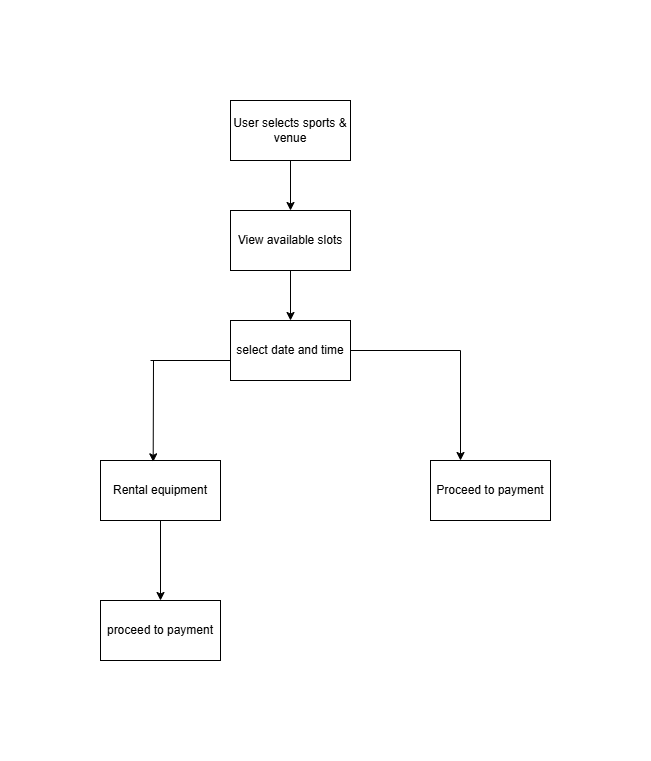 User selects sports &
venue
View available slots
select date and time
Rental equipment
Proceed to payment
proceed to payment